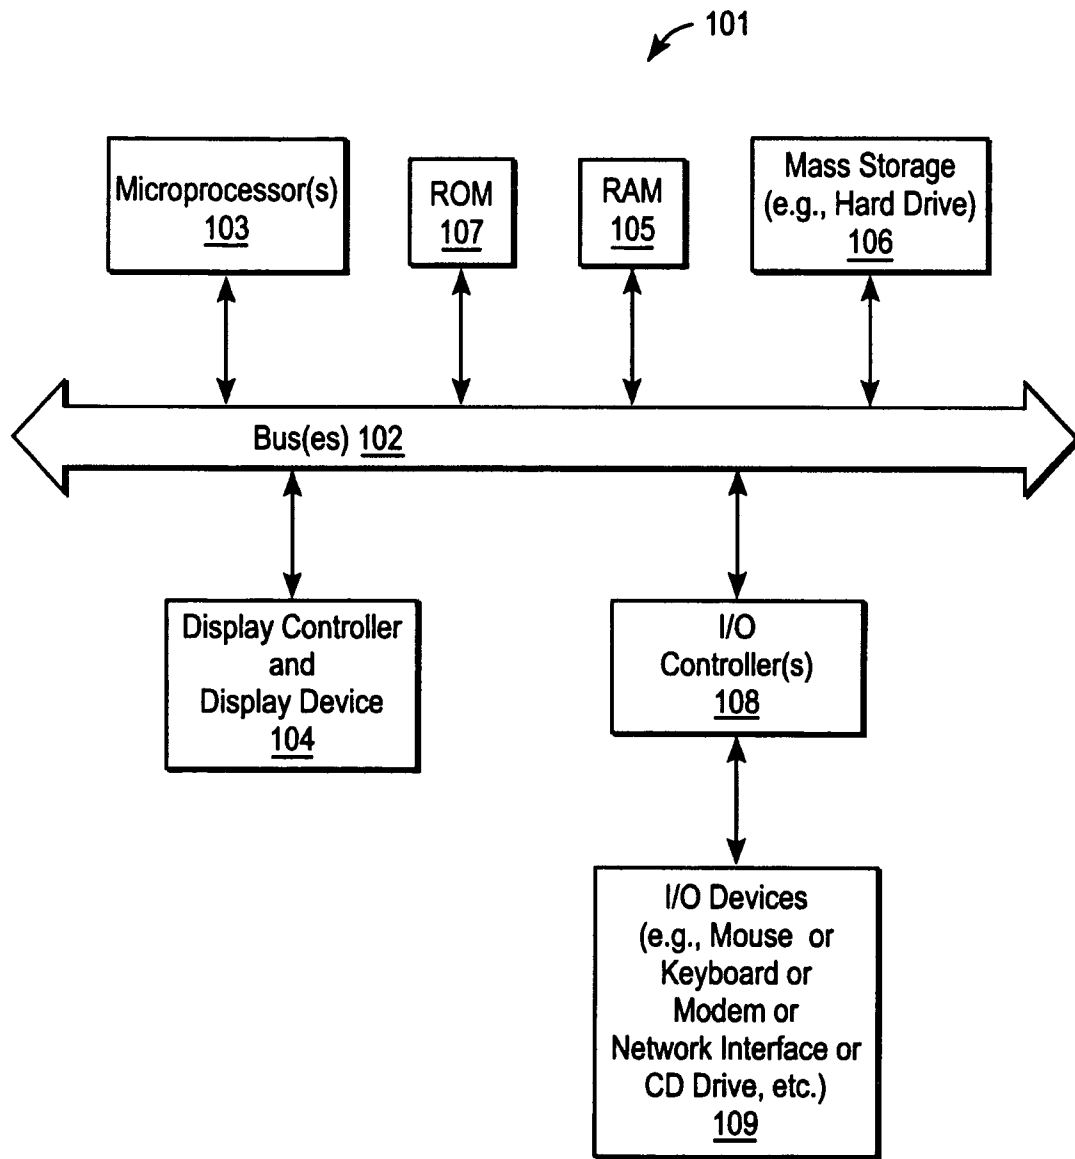 101
Microprocessor(s)
103
ROM
107
RAM
105
Mass Storage
(e.g., Hard Drive)
106
Bus(es) 102
Display Controller
and
Display Device
104
I/O
Controller(s)
108
I/O Devices
(e.g., Mouse or
Keyboard or
Modem or
Network Interface or
CD Drive, etc.)
109